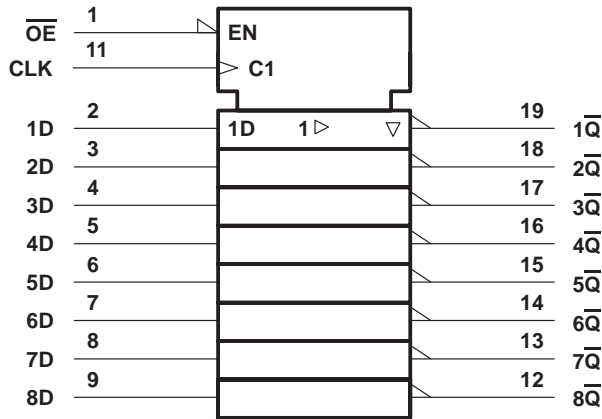 O̅E̅ 1 EN
CLK 11 C1
1D 2 1D 1 19 1Q̅
2D 3 18 2Q̅
3D 4 17 3Q̅
4D 5 16 4Q̅
5D 6 15 5Q̅
6D 7 14 6Q̅
7D 8 13 7Q̅
8D 9 12 8Q̅